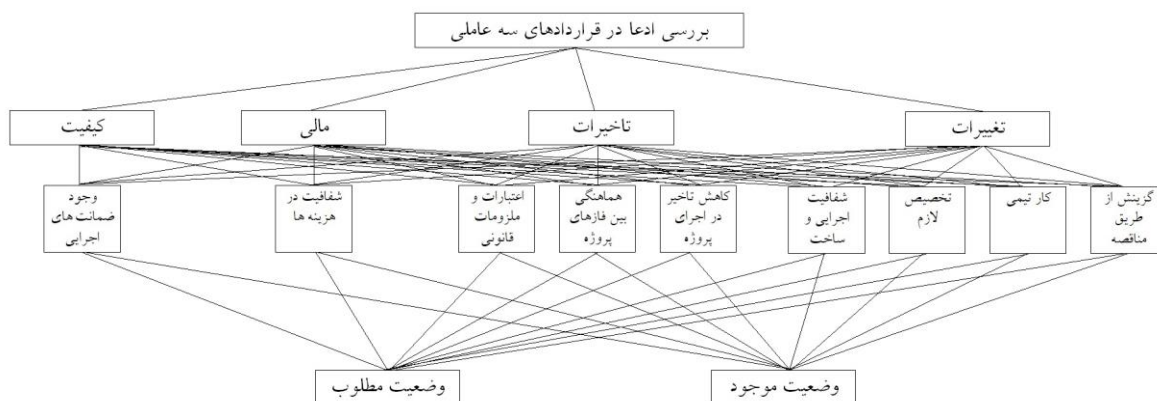 بررسی ادعا در قراردادهای سه عاملی
تغییرات
تاخیرات
مالی
کیفیت
گزینش از
طریق
مناقصه
کار تیمی
تخصیص
لازم
شفافیت
اجرایی و
ساخت
کاهش تاخیر
در اجرای
پروژه
هماهنگی
بین فازهای
پروژه
اعتبارات و
ملزومات
قانونی
شفافیت در
هزینه ها
وجود
ضمانت های
اجرایی
وضعیت موجود
وضعیت مطلوب